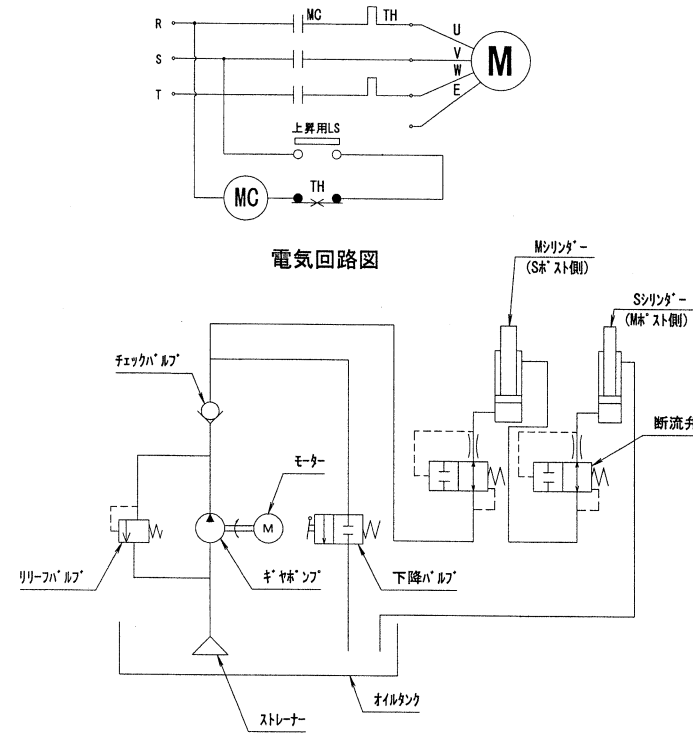 R
MC
TH
U
S
V
W
M
T
E
上昇用LS
MC
TH
電気回路図
Mｼﾘﾝﾀﾞｰ
(Sﾎﾟｽﾄ側)
Sｼﾘﾝﾀﾞｰ
(Mﾎﾟｽﾄ側)
ﾁｪｯｸﾊﾞﾙﾌﾞ
断流弁
ﾓｰﾀｰ
M
ﾘﾘｰﾌﾊﾞﾙﾌﾞ
ｷﾞﾔﾎﾟﾝﾌﾟ
下降ﾊﾞﾙﾌﾞ
ｵｲﾙﾀﾝｸ
ｽﾄﾚｰﾅｰ